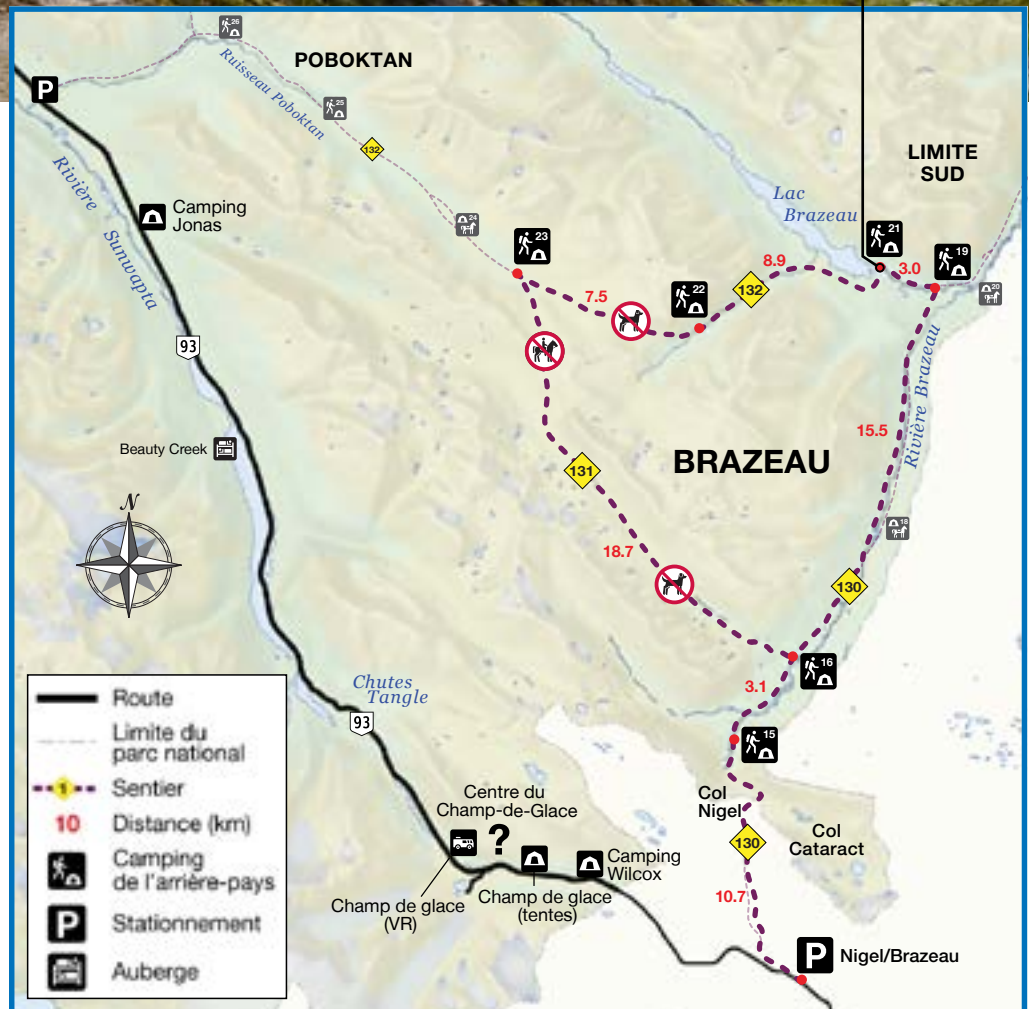 26
POBOKTAN
Ruisseau Poboktan
P
25
132
LIMITE
SUD
Rivière Sunwapta
Lac
Brazeau
Camping
Jonas
24
23
21
8.9
3.0
19
20
7.5
22
132
93
Rivière Brazeau
15.5
Beauty Creek
BRAZEAU
131
N
18
18.7
130
16
3.1
Chutes
Tangle
93
15
Col
Nigel
Col
Cataract
Centre du
Champ-de-Glace
?
130
Camping
Wilcox
Champ de glace
(VR)
Champ de glace
(tentes)
10.7
P
Nigel/Brazeau
Route
Limite du
parc national
1
Sentier
10
Distance (km)
Camping
de l'arrière-pays
P
Stationnement
Auberge